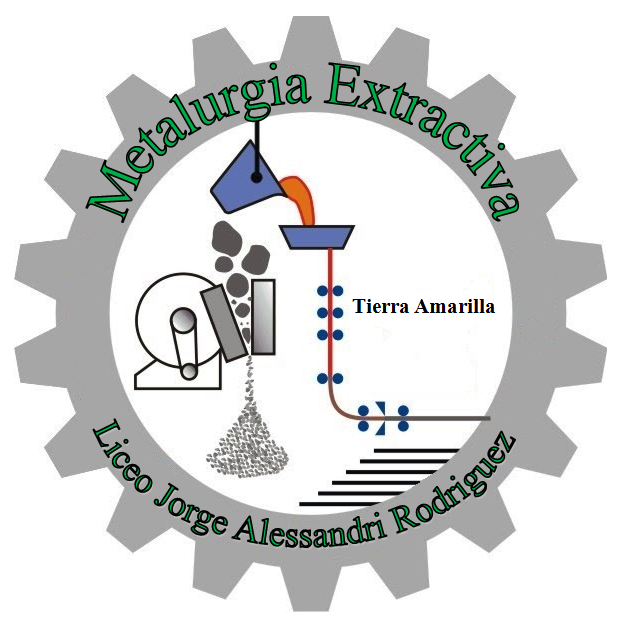 Metalurgia Extractiva
Tierra Amarilla
Liceo Jorge Alessandri Rodriguez